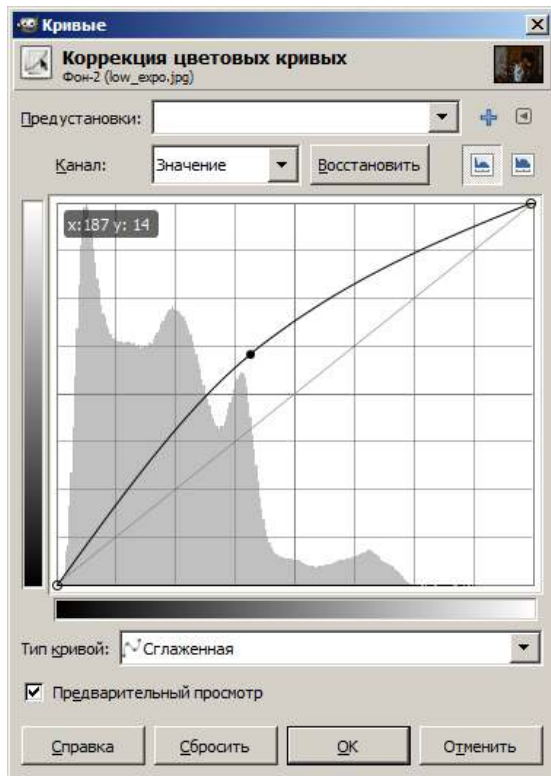 Кривые
Коррекция цветовых кривых
Фон-2 (low_expo.jpg)
Предустановки:
Канал: Значение Восстановить
x:187 y: 14
Тип кривой: Сглаженная
Предварительный просмотр
Справка Сбросить OK Отменить